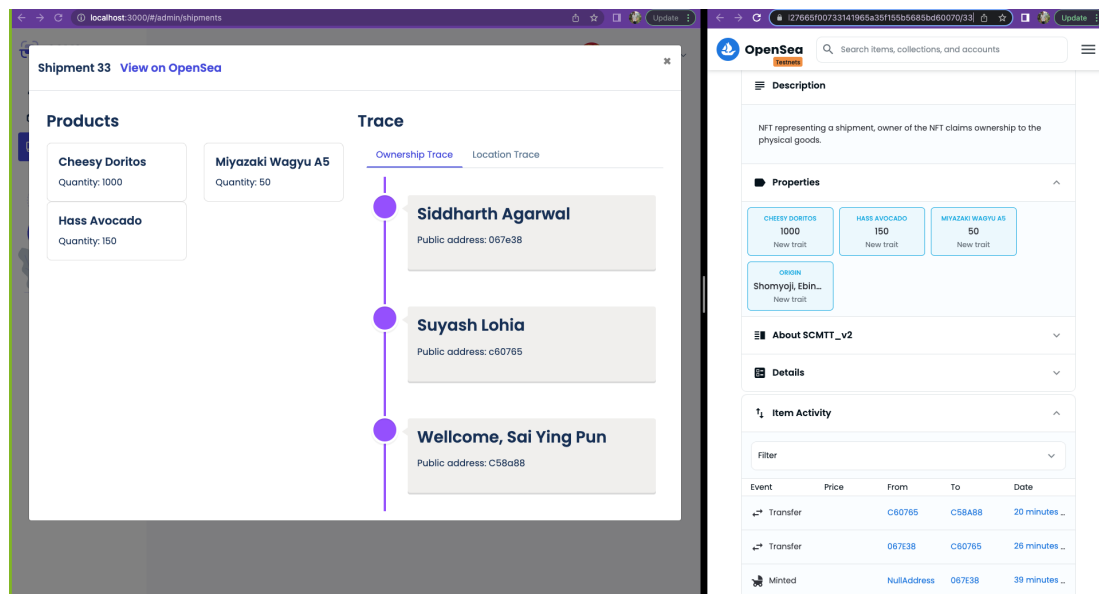 localhost:3000/#/admin/shipments
Update
Shipment 33 View on OpenSea
×
Products
Cheesy Doritos
Quantity: 1000
Miyazaki Wagyu A5
Quantity: 50
Hass Avocado
Quantity: 150
Trace
Ownership Trace Location Trace
Siddharth Agarwal
Public address: 067e38
Suyash Lohia
Public address: c60765
Wellcome, Sai Ying Pun
Public address: C58a88
i27665f00733141965a35f155b5685bd60070/33
Update
OpenSea
Testnets
Search items, collections, and accounts
Description
NFT representing a shipment, owner of the NFT claims ownership to the
physical goods.
Properties
CHEESY DORITOS
1000
New trait
HASS AVOCADO
150
New trait
MIYAZAKI WAGYU A5
50
New trait
ORIGIN
Shomyoji, Ebin...
New trait
About SCMTT_v2
Details
Item Activity
Filter
Event Price From To Date
Transfer C60765 C58A88 20 minutes ...
Transfer 067E38 C60765 26 minutes ...
Minted NullAddress 067E38 39 minutes ...